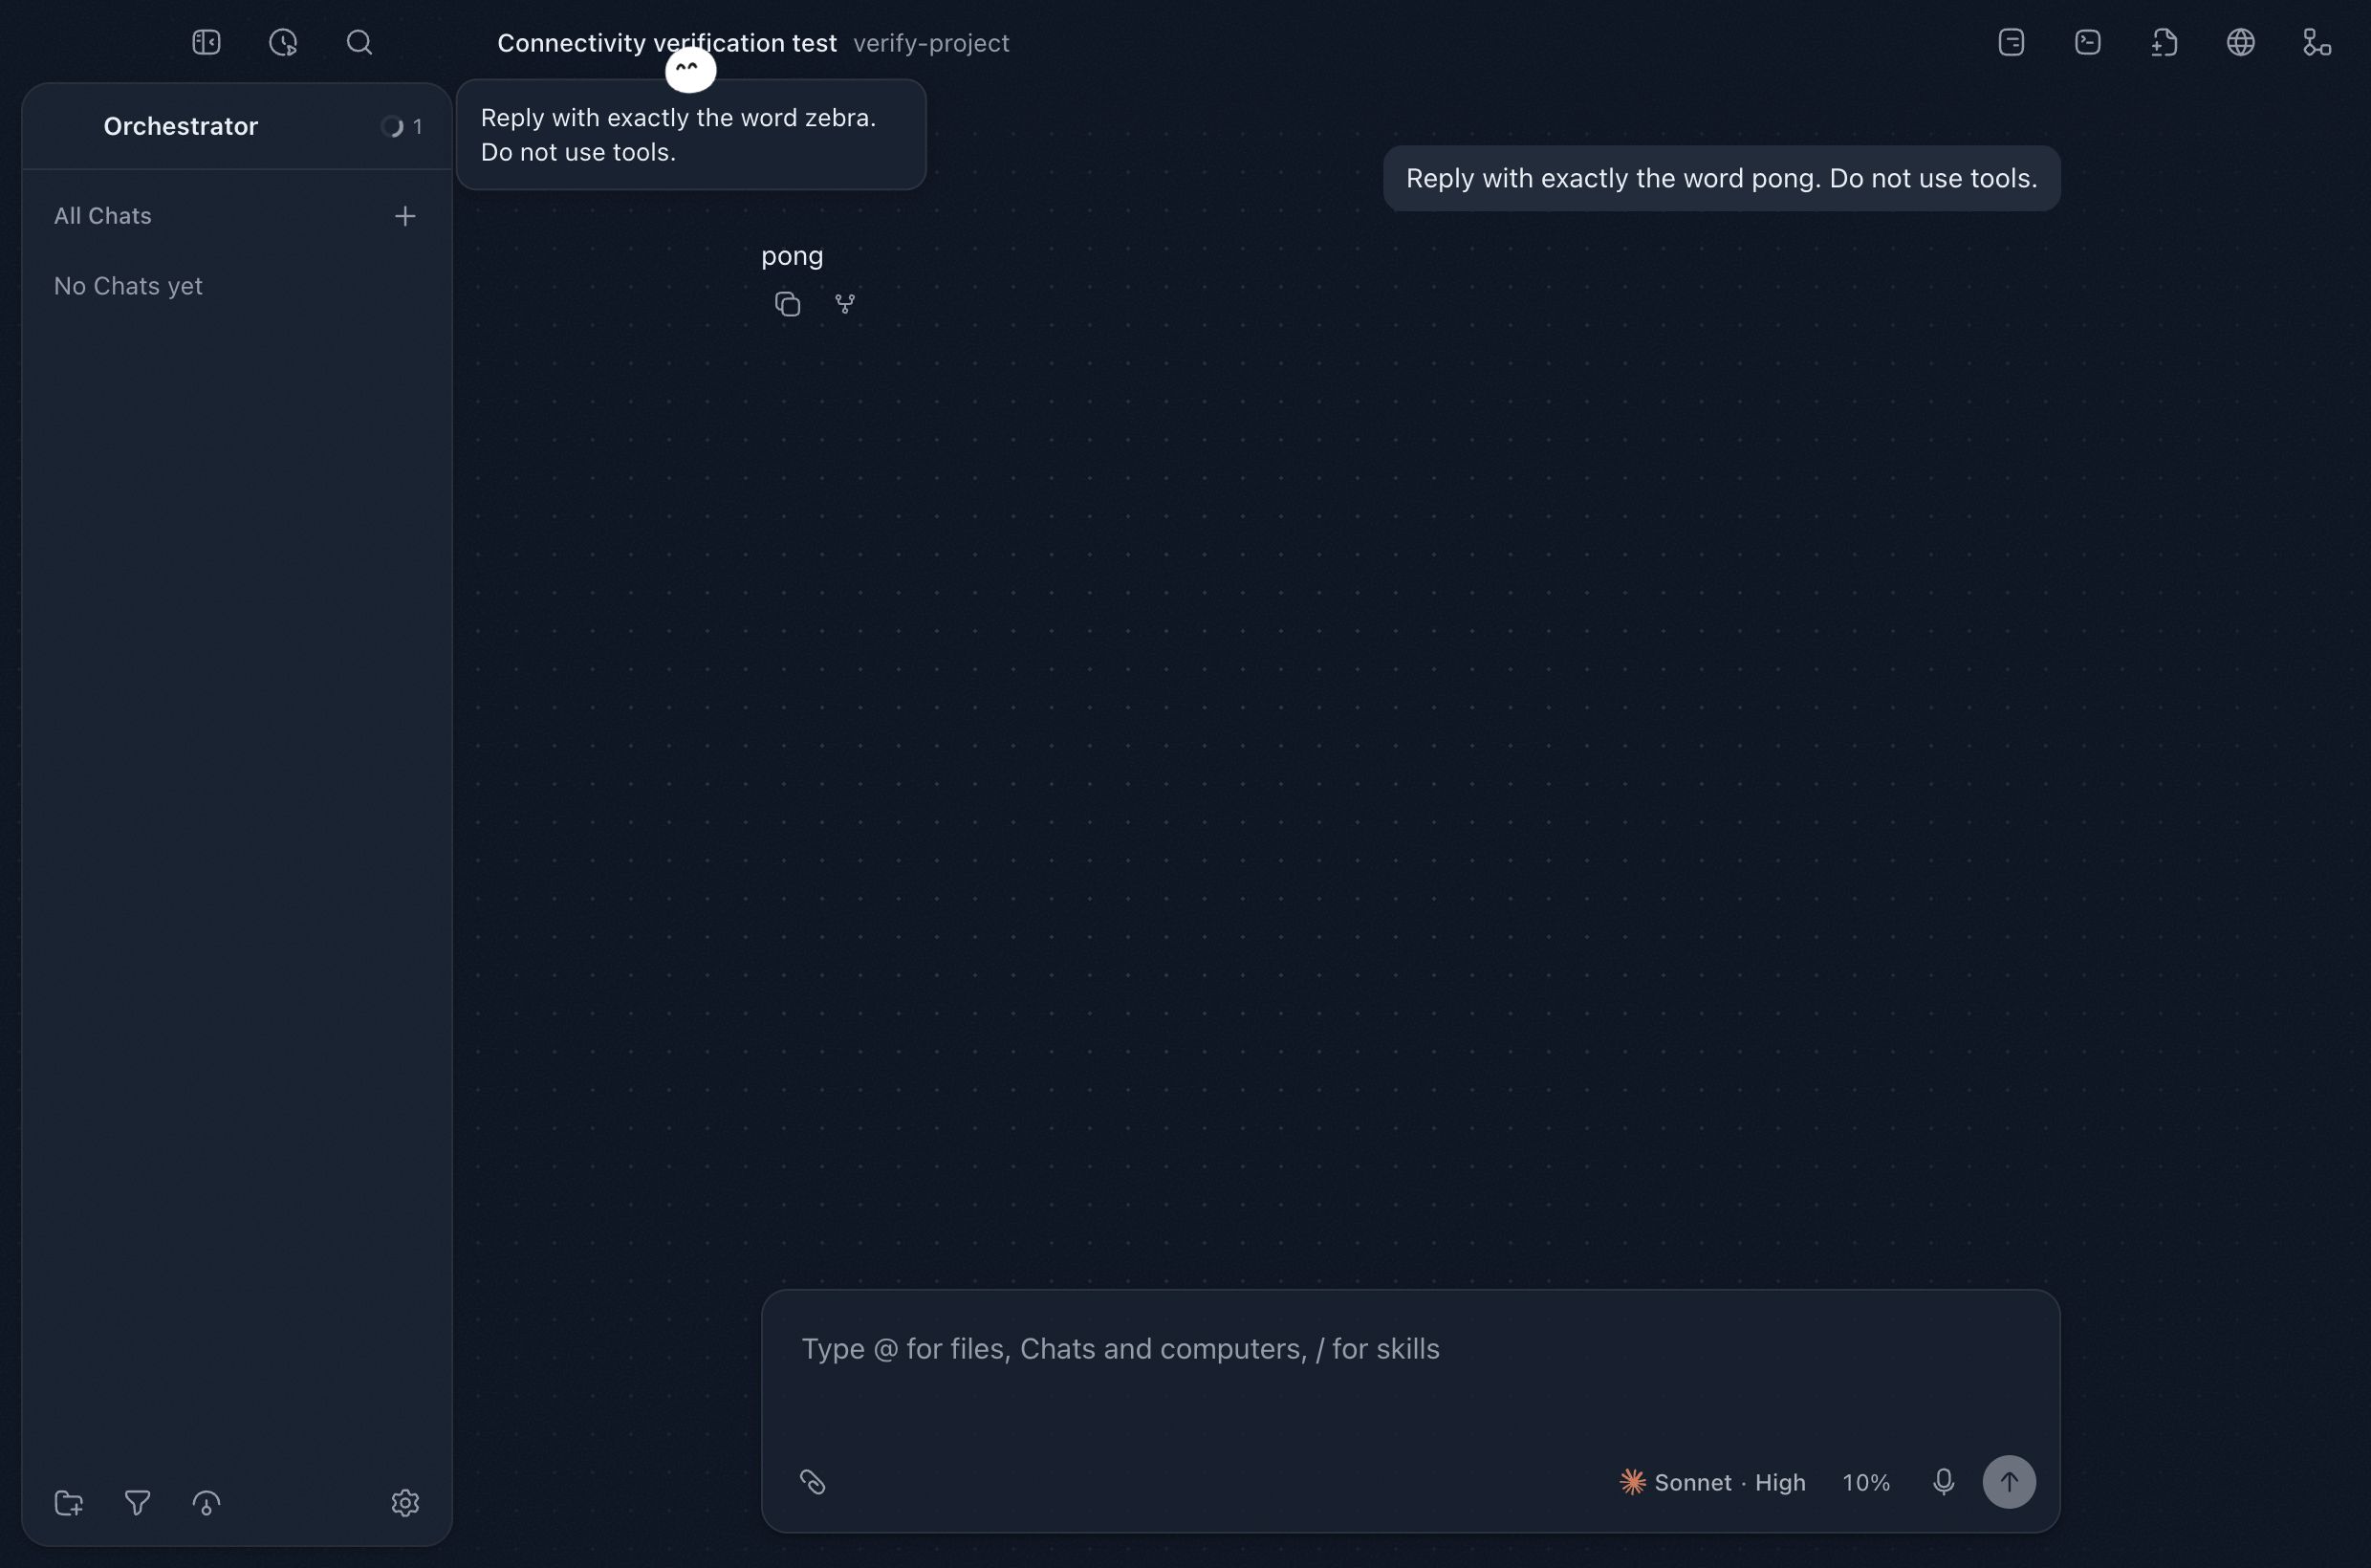 Connectivity verification test verify-project
Orchestrator 1
Reply with exactly the word zebra.
Do not use tools.
Reply with exactly the word pong. Do not use tools.
All Chats
No Chats yet
pong
Type @ for files, Chats and computers, / for skills
Sonnet · High 10%